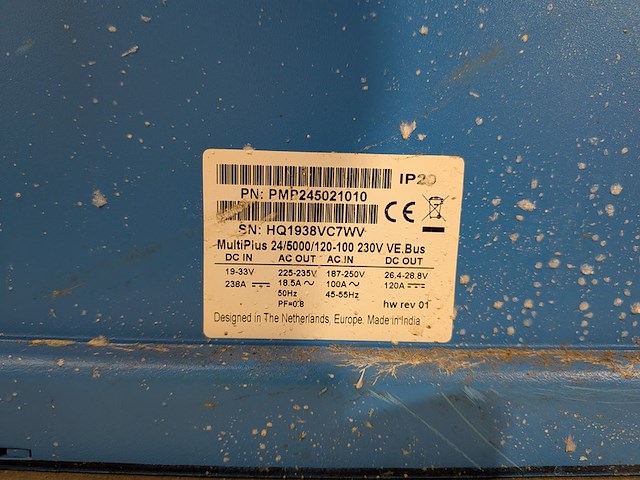 IP20
PN: PMP245021010
SN: HQ1938VC7WV
CE
MultiPlus 24/5000/120-100 230V VE.Bus
DC IN AC OUT AC IN DC OUT
19-33V 225-235V 187-250V 26.4-28.8V
238A 18.5A 100A 120A
50Hz 45-55Hz
PF=0.8 hw rev 01
Designed in The Netherlands, Europe. Made in India